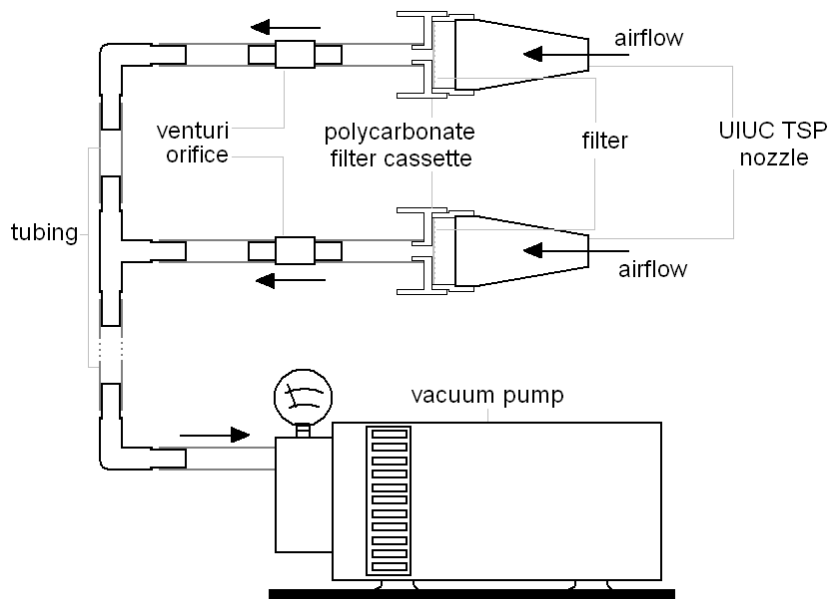 airflow
venturi
orifice
polycarbonate
filter cassette
filter
UIUC TSP
nozzle
tubing
airflow
vacuum pump